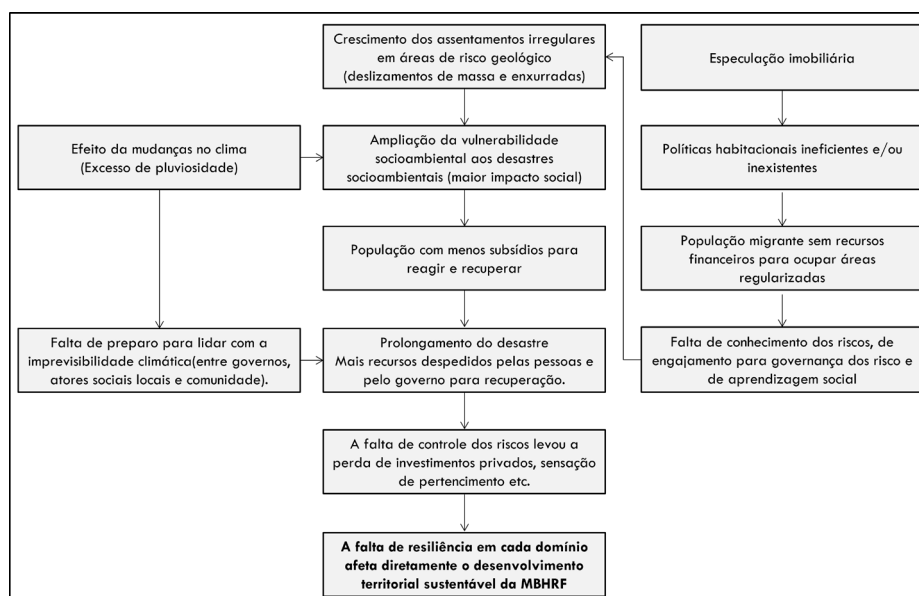 Crescimento dos assentamentos irregulares
em áreas de risco geológico
(deslizamentos de massa e enxurradas)
Especulação imobiliária
Efeito da mudanças no clima
(Excesso de pluviosidade)
Ampliação da vulnerabilidade
socioambiental aos desastres
socioambientais (maior impacto social)
Políticas habitacionais ineficientes e/ou
inexistentes
População com menos subsídios para
reagir e recuperar
População migrante sem recursos
financeiros para ocupar áreas
regularizadas
Falta de preparo para lidar com a
imprevisibilidade climática(entre governos,
atores sociais locais e comunidade).
Prolongamento do desastre
Mais recursos despedidos pelas pessoas e
pelo governo para recuperação.
Falta de conhecimento dos riscos, de
engajamento para governança dos risco e
de aprendizagem social
A falta de controle dos riscos levou a
perda de investimentos privados, sensação
de pertencimento etc.
A falta de resiliência em cada domínio
afeta diretamente o desenvolvimento
territorial sustentável da MBHRF